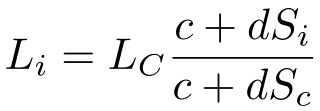 L_i = L_C \frac{c + dS_i}{c + dS_c}